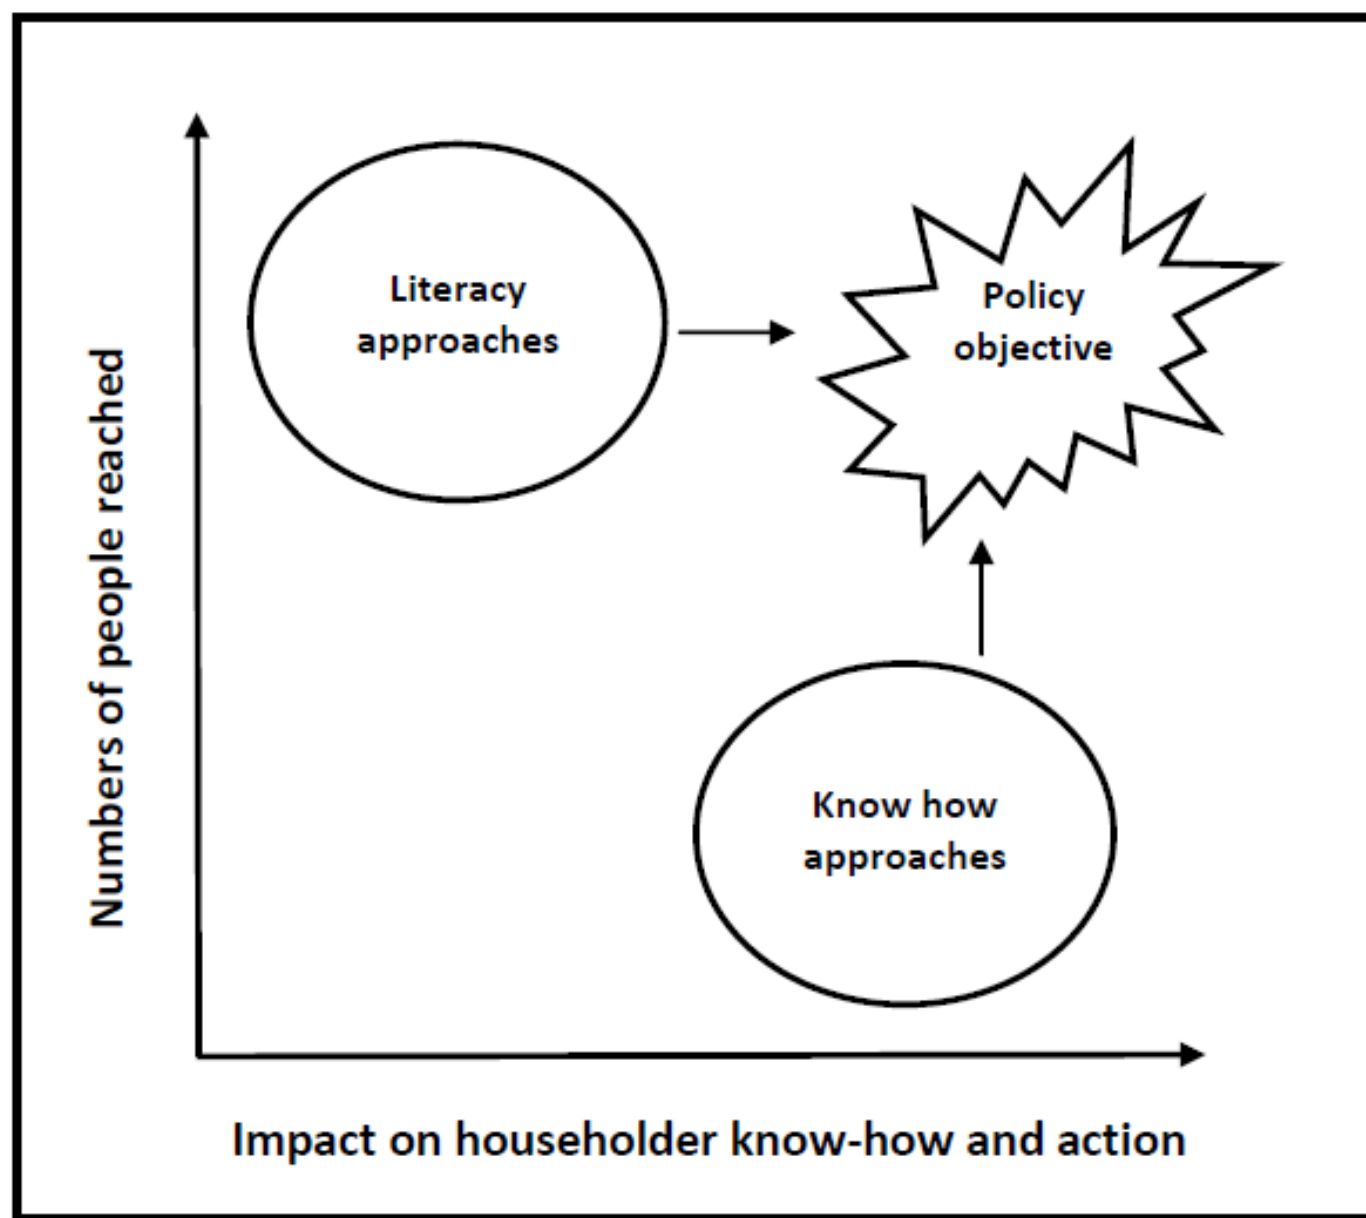 Literacy
approaches
Policy
objective
Numbers of people reached
Know how
approaches
Impact on householder know-how and action